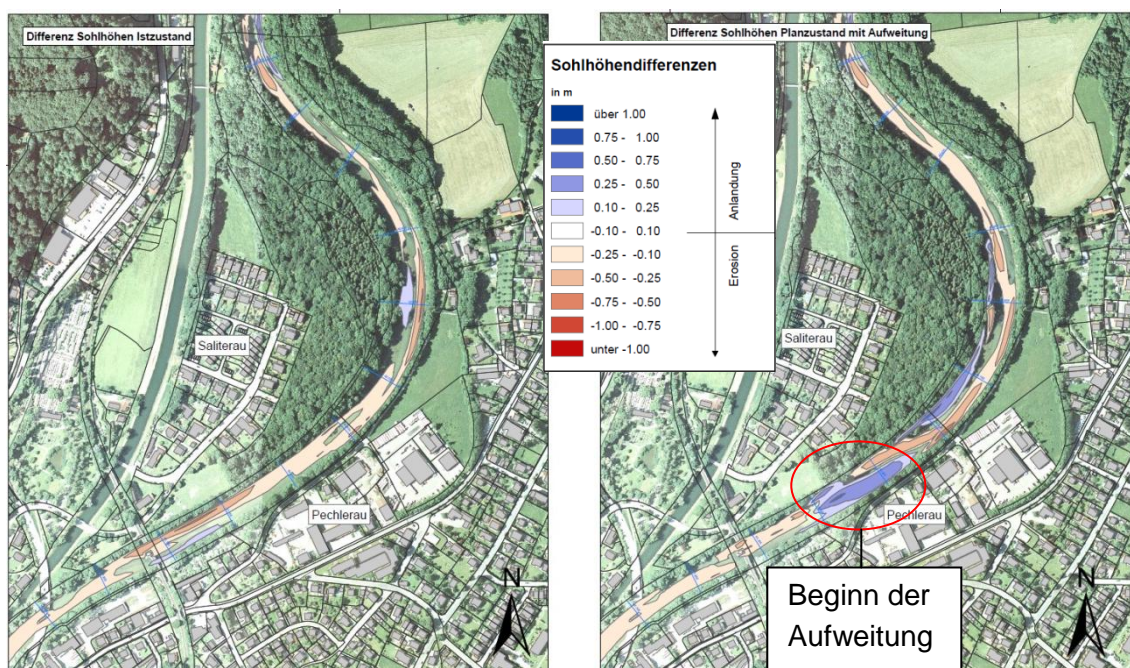 Differenz Sohlhöhen Istzustand
Saliterau
Pechlerau
N
Differenz Sohlhöhen Planzustand mit Aufweitung
Sohlhöhendifferenzen
in m
über 1.00
0.75 - 1.00
0.50 - 0.75
0.25 - 0.50
0.10 - 0.25
-0.10 - 0.10
-0.25 - -0.10
-0.50 - -0.25
-0.75 - -0.50
-1.00 - -0.75
unter -1.00
Anlandung
Erosion
Saliterau
Pechlerau
Beginn der
Aufweitung
N